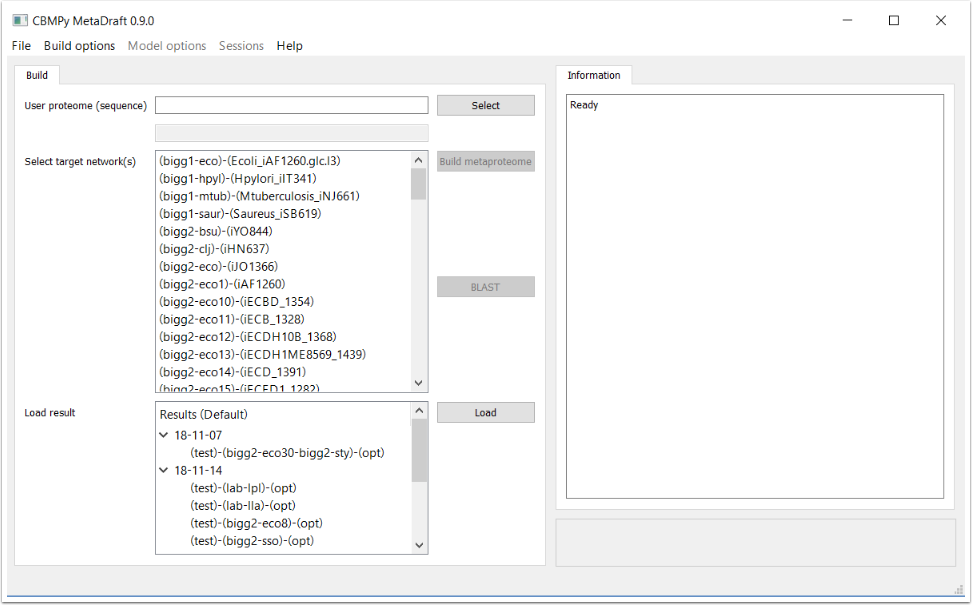 CBMPy MetaDraft 0.9.0
File Build options Model options Sessions Help
Build
User proteome (sequence)
Select
Select target network(s)
(bigg1-eco)-(Ecoli_iAF1260.glc.l3)
(bigg1-hpyl)-(Hpylori_iIT341)
(bigg1-mtub)-(Mtuberculosis_iNJ661)
(bigg1-saur)-(Saureus_iSB619)
(bigg2-bsu)-(iYO844)
(bigg2-clj)-(iHN637)
(bigg2-eco)-(iJO1366)
(bigg2-eco1)-(iAF1260)
(bigg2-eco10)-(iECBD_1354)
(bigg2-eco11)-(iECB_1328)
(bigg2-eco12)-(iECDH10B_1368)
(bigg2-eco13)-(iECDH1ME8569_1439)
(bigg2-eco14)-(iECD_1391)
(bigg2-eco15)-(iECED1_1282)
Build metaproteome
BLAST
Load result
Results (Default)
18-11-07
(test)-(bigg2-eco30-bigg2-sty)-(opt)
18-11-14
(test)-(lab-lpl)-(opt)
(test)-(lab-lla)-(opt)
(test)-(bigg2-eco8)-(opt)
(test)-(bigg2-sso)-(opt)
Load
Information
Ready